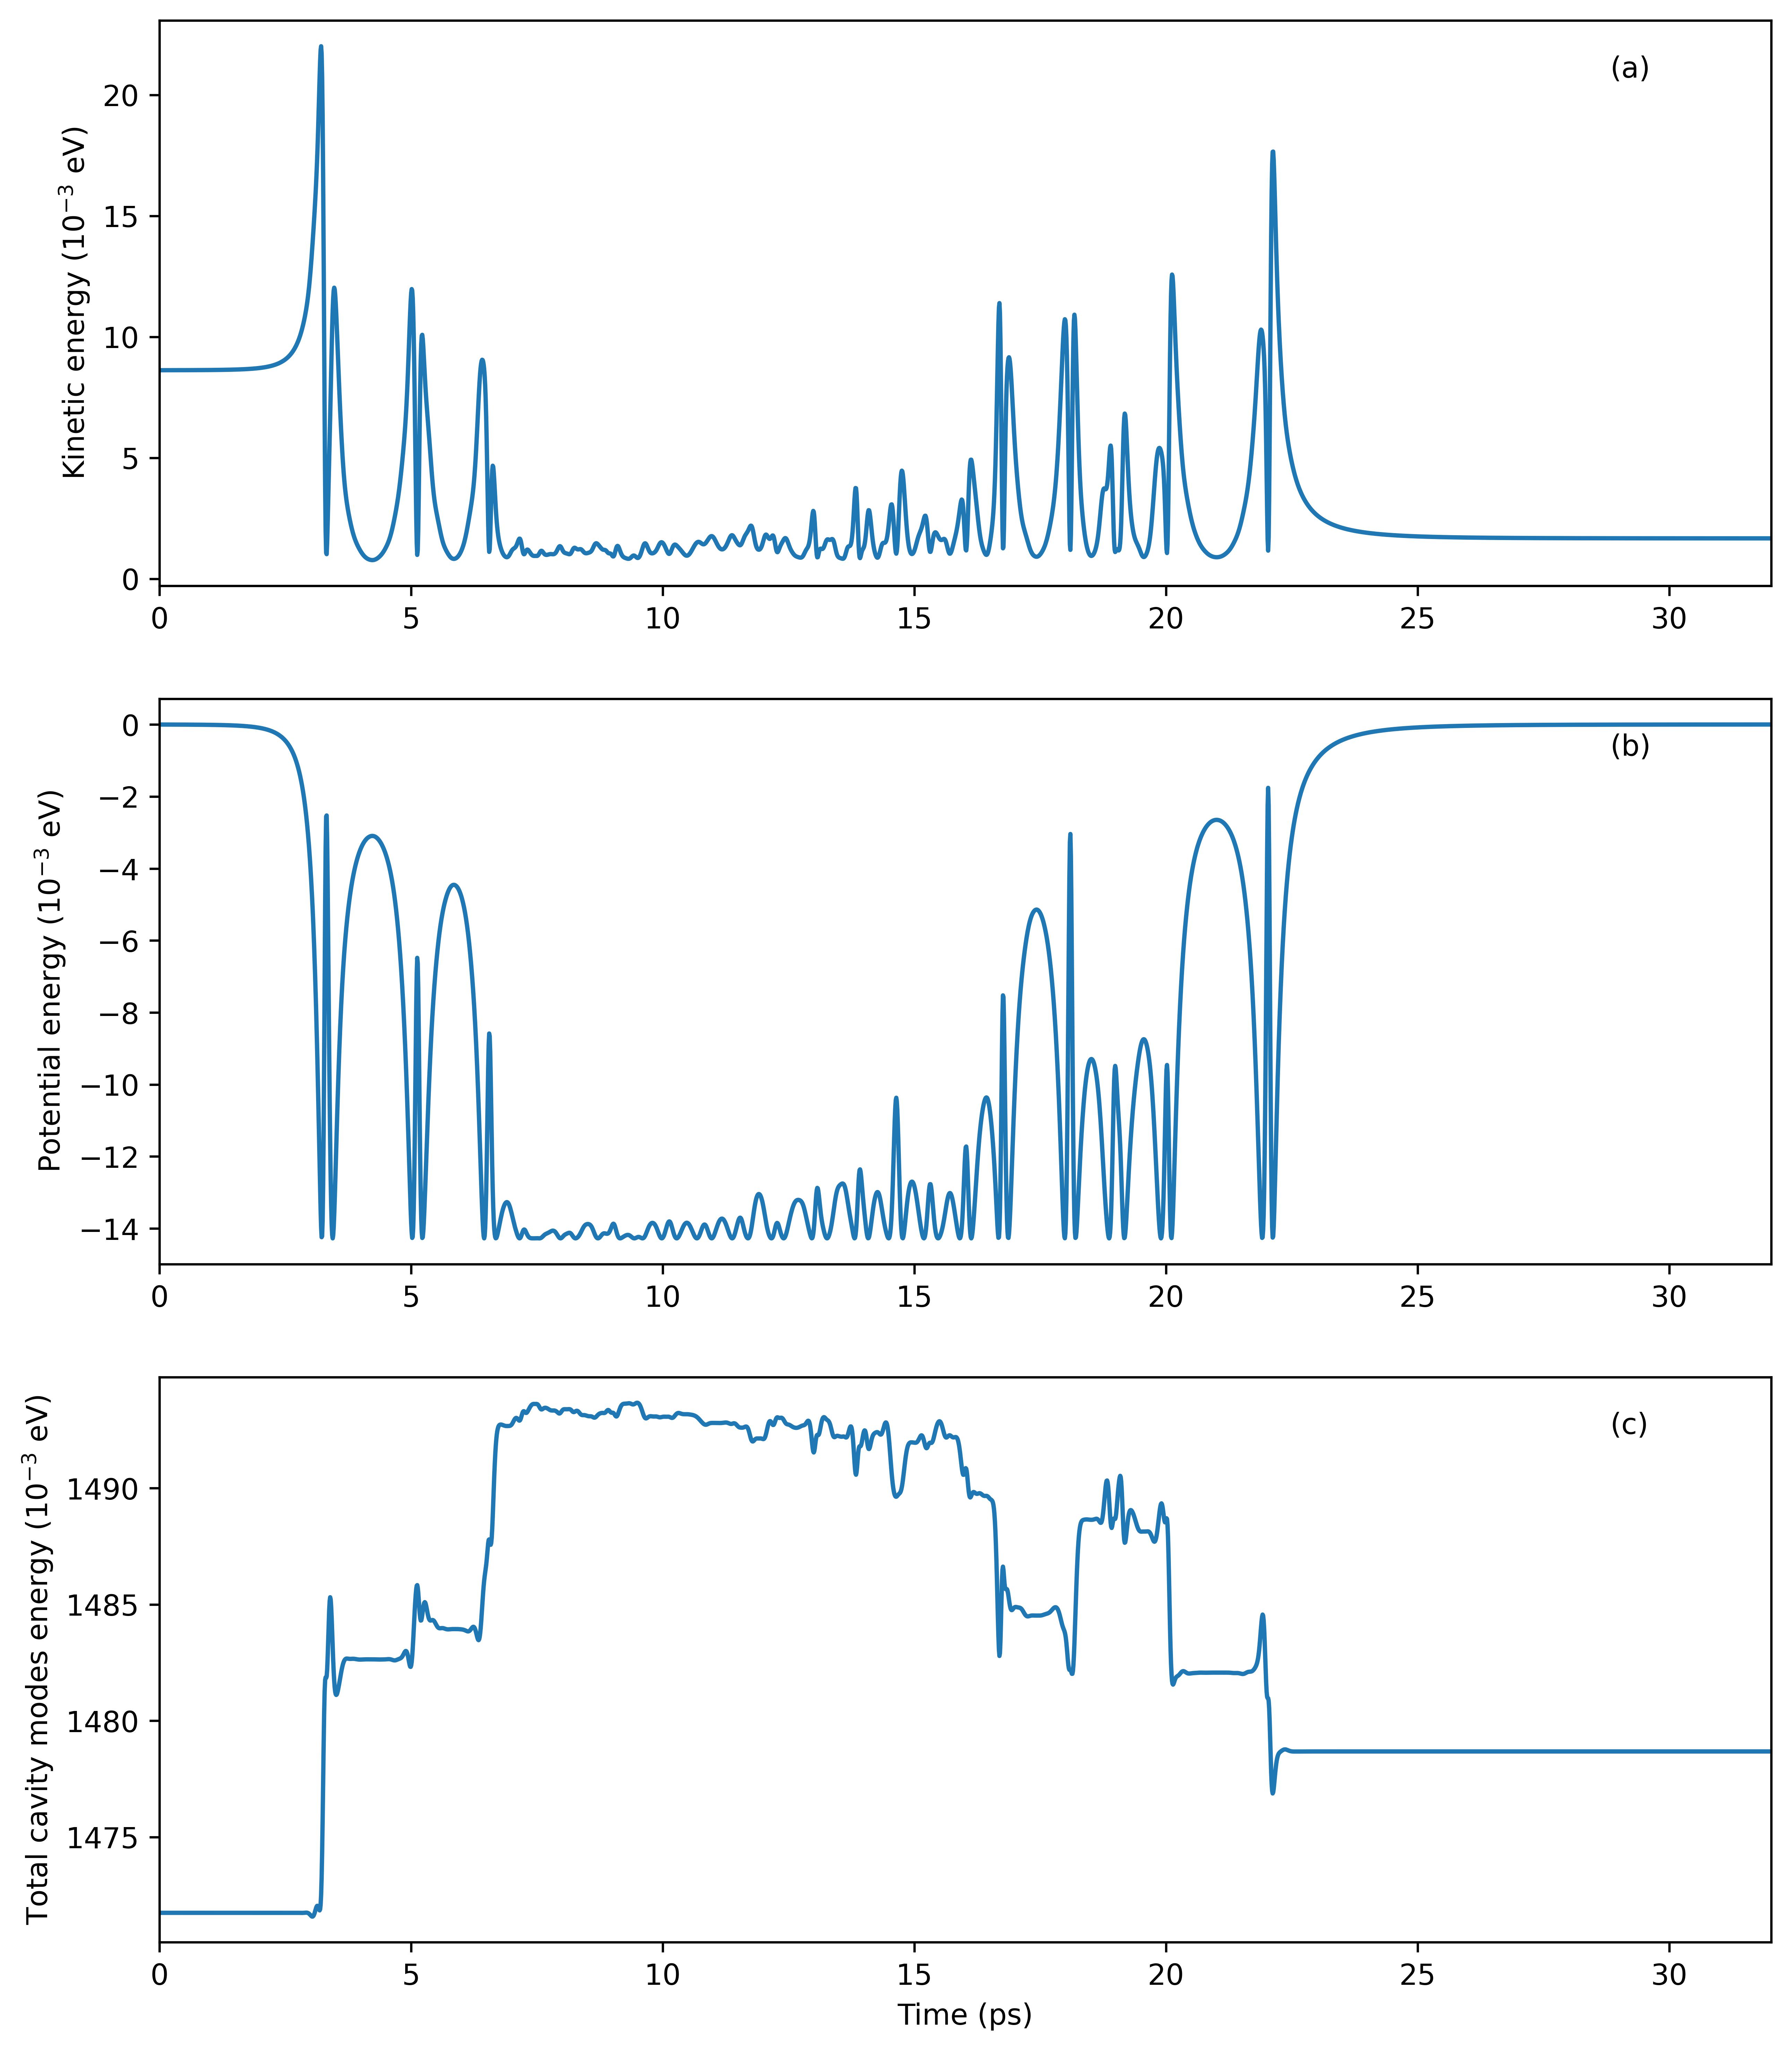 (a)
Kinetic energy (10⁻³ eV)
20
15
10
5
0
0 5 10 15 20 25 30
(b)
Potential energy (10⁻³ eV)
0
−2
−4
−6
−8
−10
−12
−14
0 5 10 15 20 25 30
(c)
Total cavity modes energy (10⁻³ eV)
1490
1485
1480
1475
0 5 10 15 20 25 30
Time (ps)